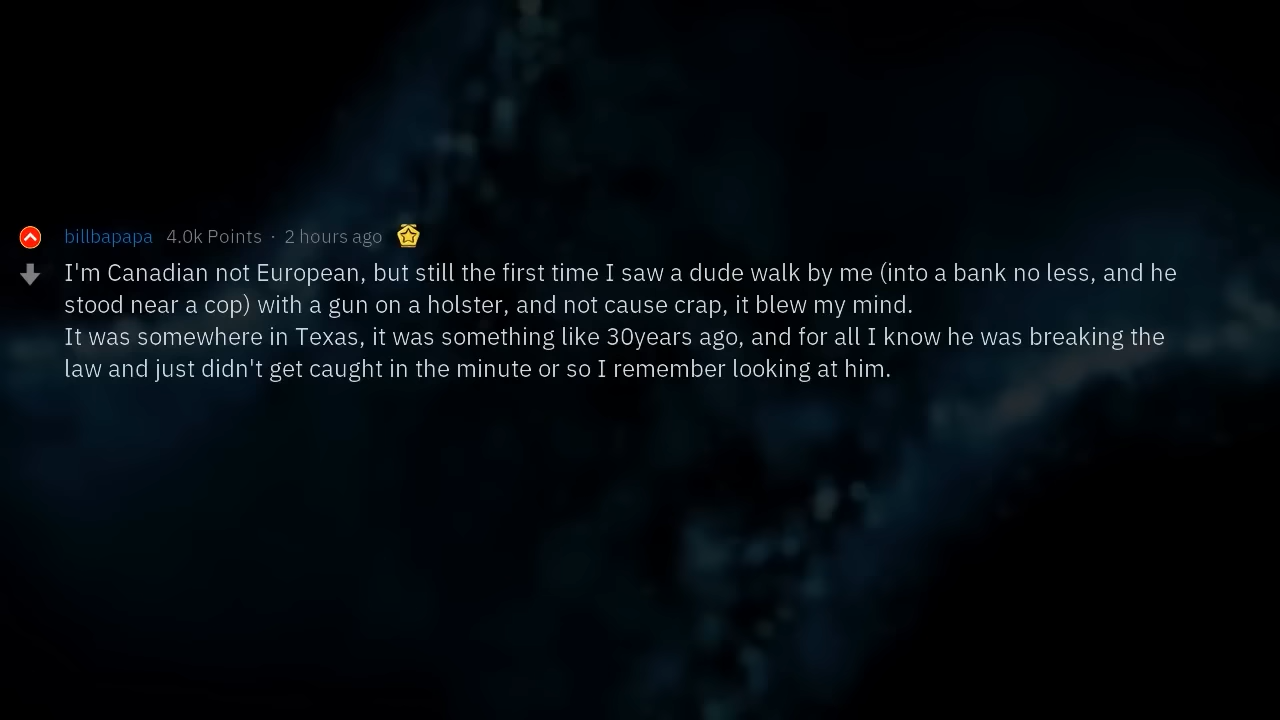 billbapapa 4.0k Points · 2 hours ago
I'm Canadian not European, but still the first time I saw a dude walk by me (into a bank no less, and he
stood near a cop) with a gun on a holster, and not cause crap, it blew my mind.
It was somewhere in Texas, it was something like 30years ago, and for all I know he was breaking the
law and just didn't get caught in the minute or so I remember looking at him.